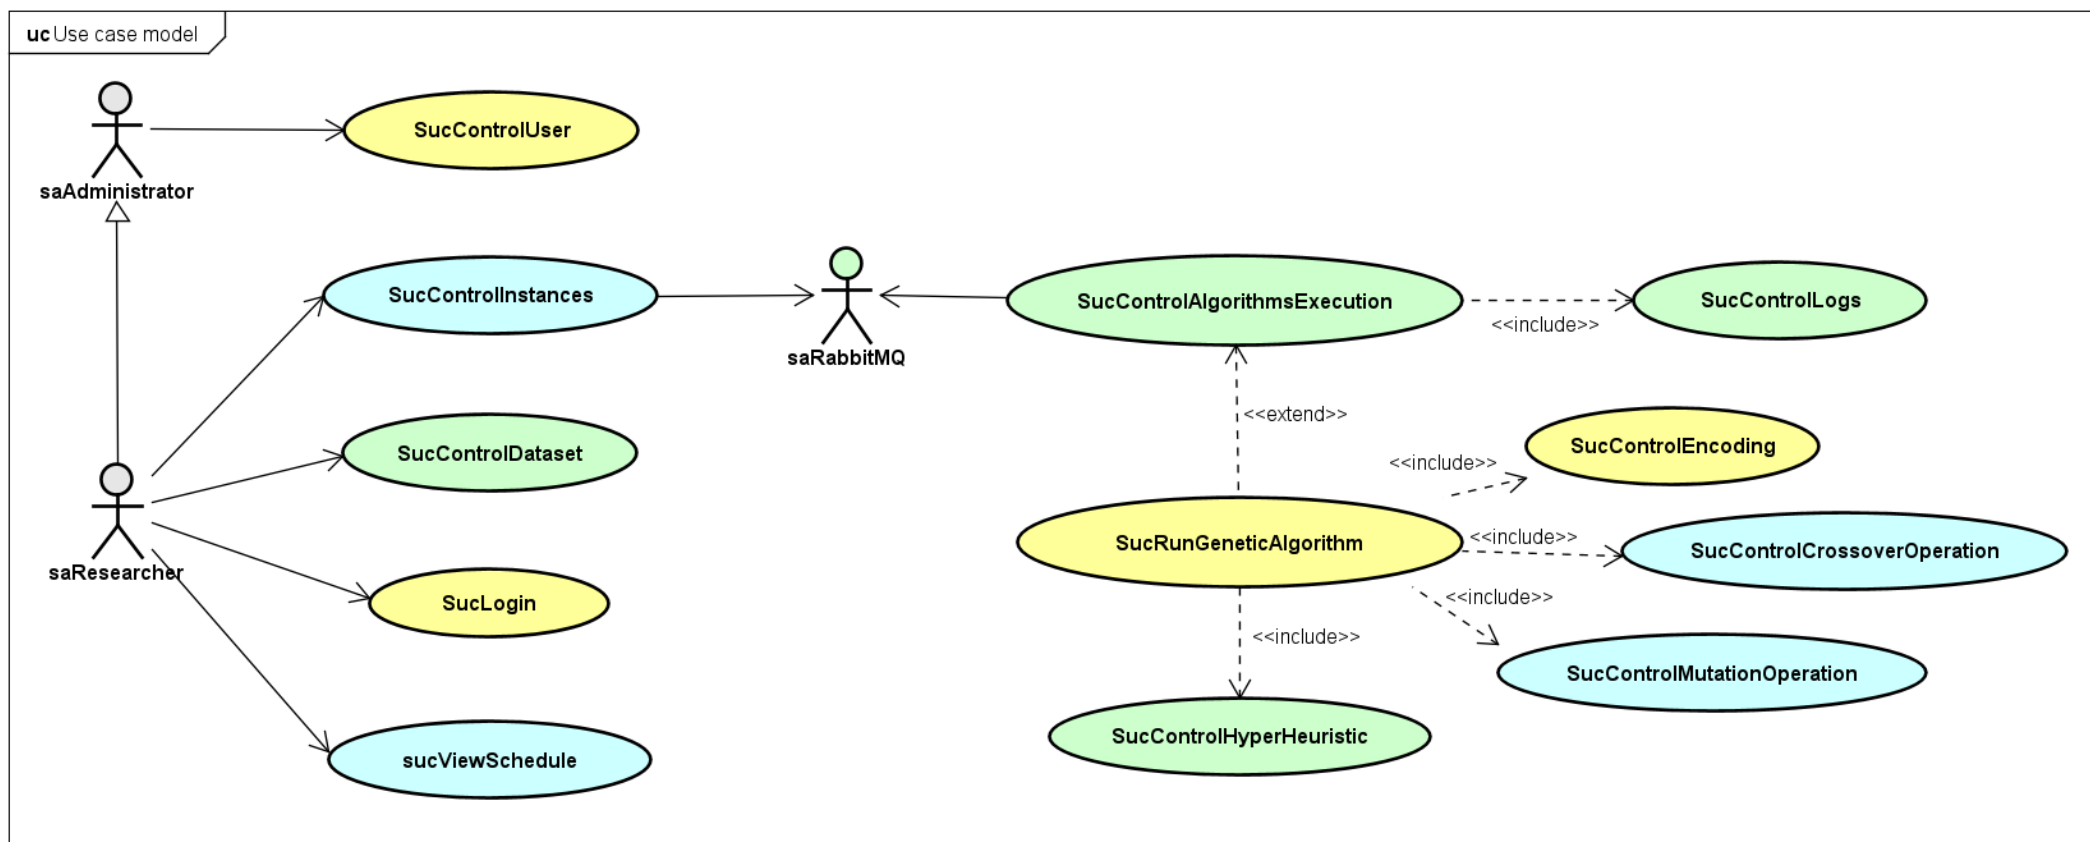 uc Use case model
SucControlUser
saAdministrator
SucControlInstances
saRabbitMQ
SucControlAlgorithmsExecution
<<include>>
SucControlLogs
<<extend>>
SucControlDataset
<<include>>
SucControlEncoding
saResearcher
SucLogin
SucRunGeneticAlgorithm
<<include>>
SucControlCrossoverOperation
<<include>>
SucControlMutationOperation
<<include>>
SucControlHyperHeuristic
sucViewSchedule